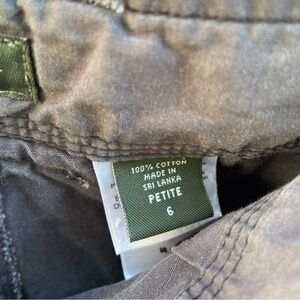 100% COTTON
MADE IN
SRI LANKA
PETITE
6